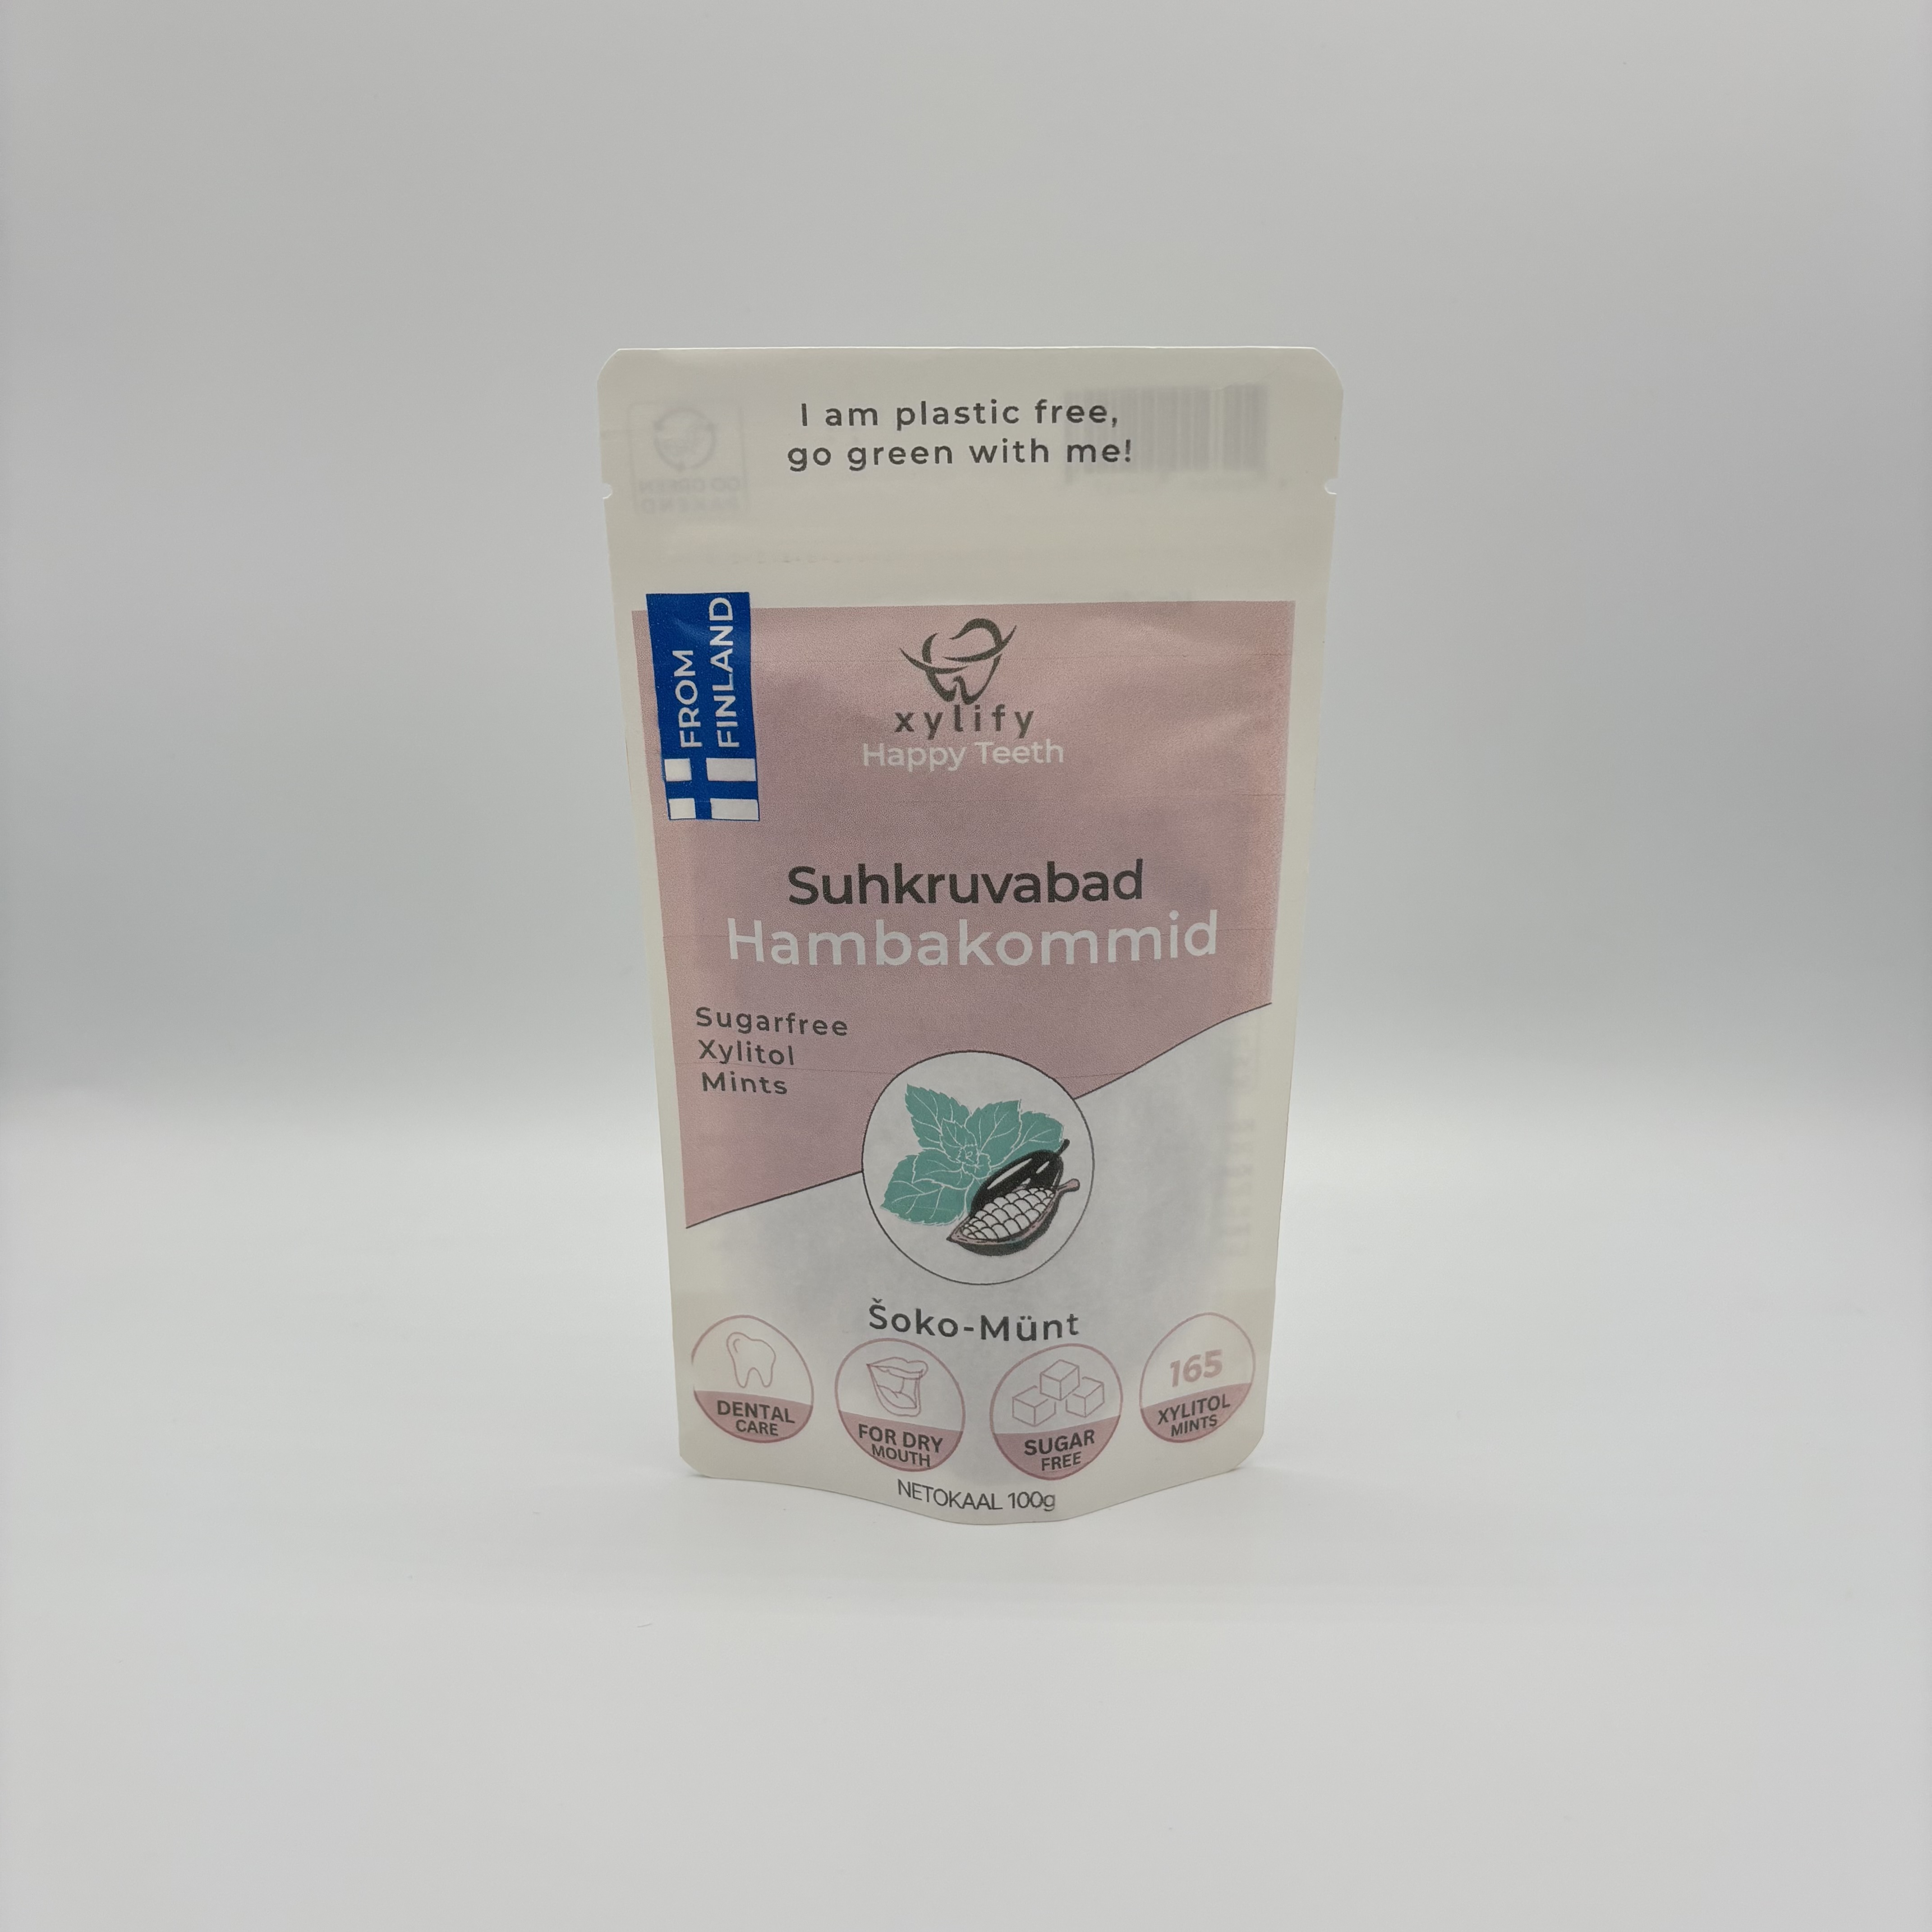 I am plastic free,
go green with me!
FROM
FINLAND
xylify
Happy Teeth
Suhkruvabad
Hambakommid
Sugarfree
Xylitol
Mints
Šoko-Münt
DENTAL
CARE
FOR DRY
MOUTH
SUGAR
FREE
165
XYLITOL
MINTS
NETOKAAL 100g